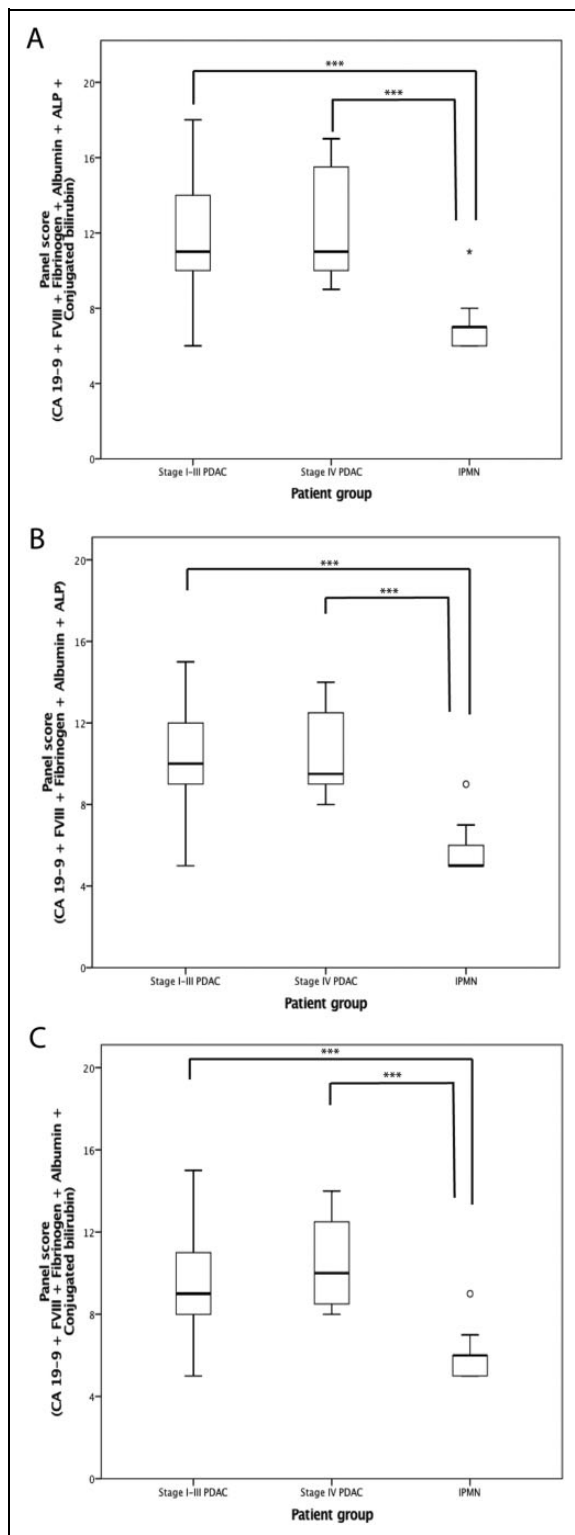 A
***
***
20
16
12
8
4
0
*
Panel score
(CA 19-9 + FVIII + Fibrinogen + Albumin + ALP +
Conjugated bilirubin)
Stage I-III PDAC Stage IV PDAC IPMN
Patient group
B
***
***
20
16
12
8
4
0
Panel score
(CA 19-9 + FVIII + Fibrinogen + Albumin + ALP)
Stage I-III PDAC Stage IV PDAC IPMN
Patient group
C
***
***
20
16
12
8
4
0
Panel score
(CA 19-9 + FVIII + Fibrinogen + Albumin +
Conjugated bilirubin)
Stage I-III PDAC Stage IV PDAC IPMN
Patient group